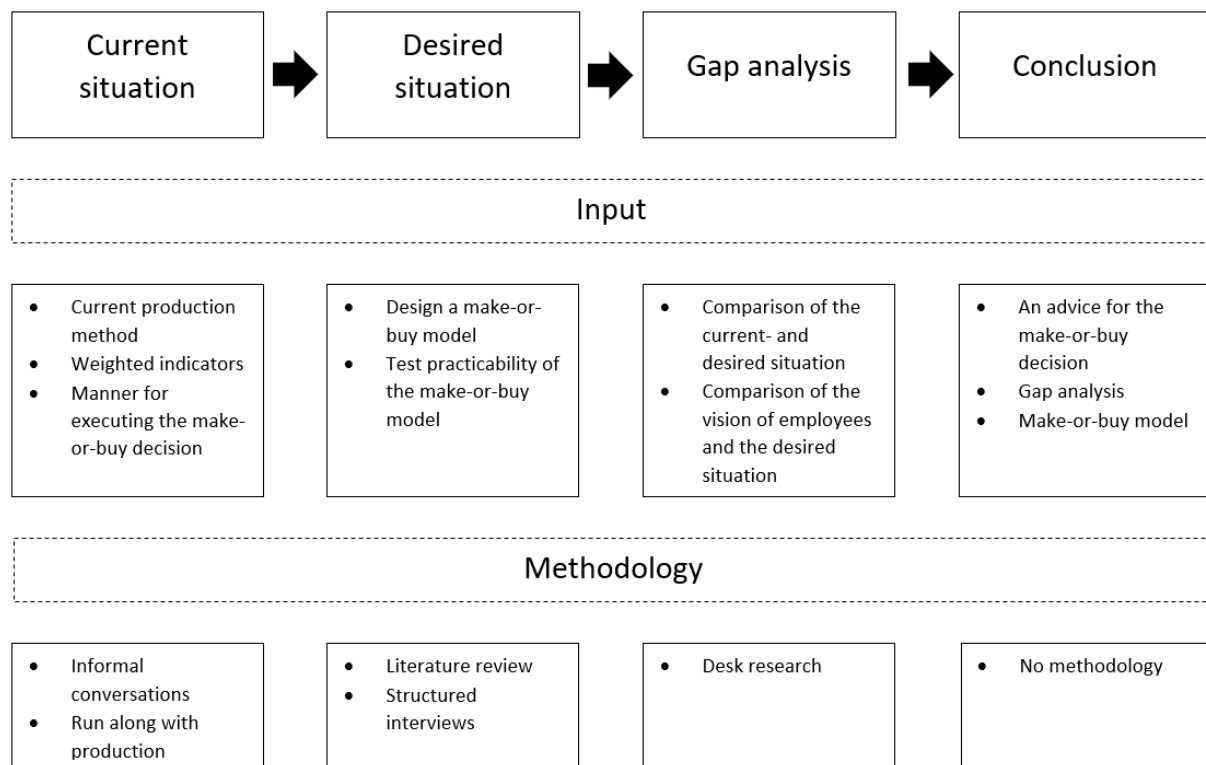 Current
situation
Desired
situation
Gap analysis
Conclusion
Input
• Current production
method
• Weighted indicators
• Manner for
executing the make-
or-buy decision
• Design a make-or-
buy model
• Test practicability of
the make-or-buy
model
• Comparison of the
current- and
desired situation
• Comparison of the
vision of employees
and the desired
situation
• An advice for the
make-or-buy
decision
• Gap analysis
• Make-or-buy model
Methodology
• Informal
conversations
• Run along with
production
• Literature review
• Structured
interviews
• Desk research
• No methodology